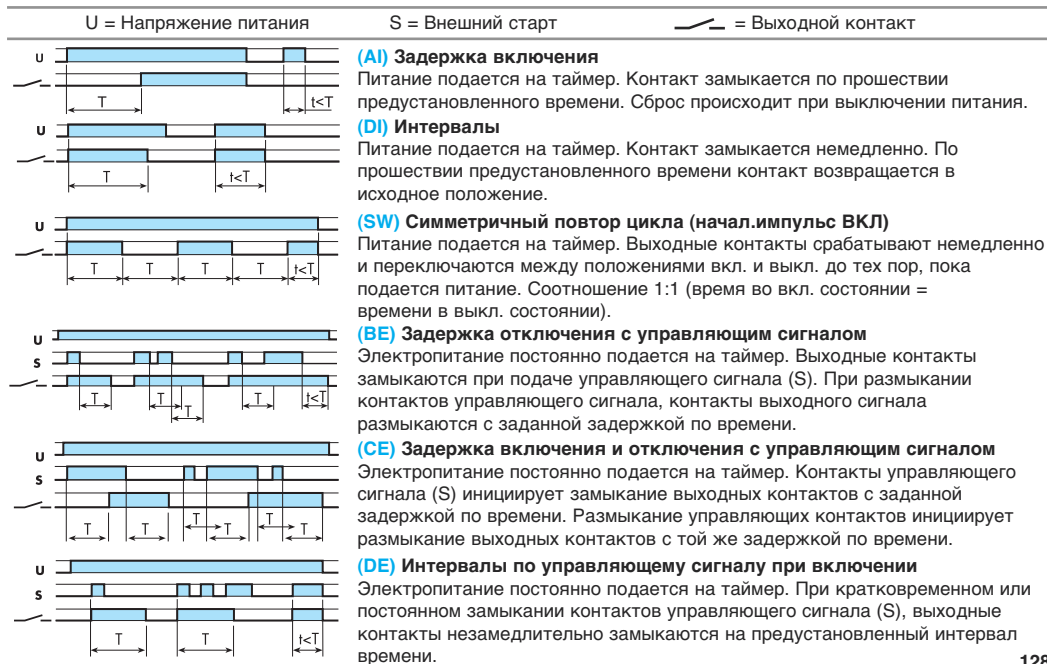 U = Напряжение питания S = Внешний старт = Выходной контакт
U
T
t<T
(AI) Задержка включения
Питание подается на таймер. Контакт замыкается по прошествии
предустановленного времени. Сброс происходит при выключении питания.
U
T
t<T
(DI) Интервалы
Питание подается на таймер. Контакт замыкается немедленно. По
прошествии предустановленного времени контакт возвращается в
исходное положение.
U
T T T T t<T
(SW) Симметричный повтор цикла (начал.импульс ВКЛ)
Питание подается на таймер. Выходные контакты срабатывают немедленно
и переключаются между положениями вкл. и выкл. до тех пор, пока
подается питание. Соотношение 1:1 (время во вкл. состоянии =
времени в выкл. состоянии).
U
S
T T T T t<T
(BE) Задержка отключения с управляющим сигналом
Электропитание постоянно подается на таймер. Выходные контакты
замыкаются при подаче управляющего сигнала (S). При размыкании
контактов управляющего сигнала, контакты выходного сигнала
размыкаются с заданной задержкой по времени.
U
S
T T T T T T
(CE) Задержка включения и отключения с управляющим сигналом
Электропитание постоянно подается на таймер. Контакты управляющего
сигнала (S) инициирует замыкание выходных контактов с заданной
задержкой по времени. Размыкание управляющих контактов инициирует
размыкание выходных контактов с той же задержкой по времени.
U
S
T T t<T
(DE) Интервалы по управляющему сигналу при включении
Электропитание постоянно подается на таймер. При кратковременном или
постоянном замыкании контактов управляющего сигнала (S), выходные
контакты незамедлительно замыкаются на предустановленный интервал
времени.
128